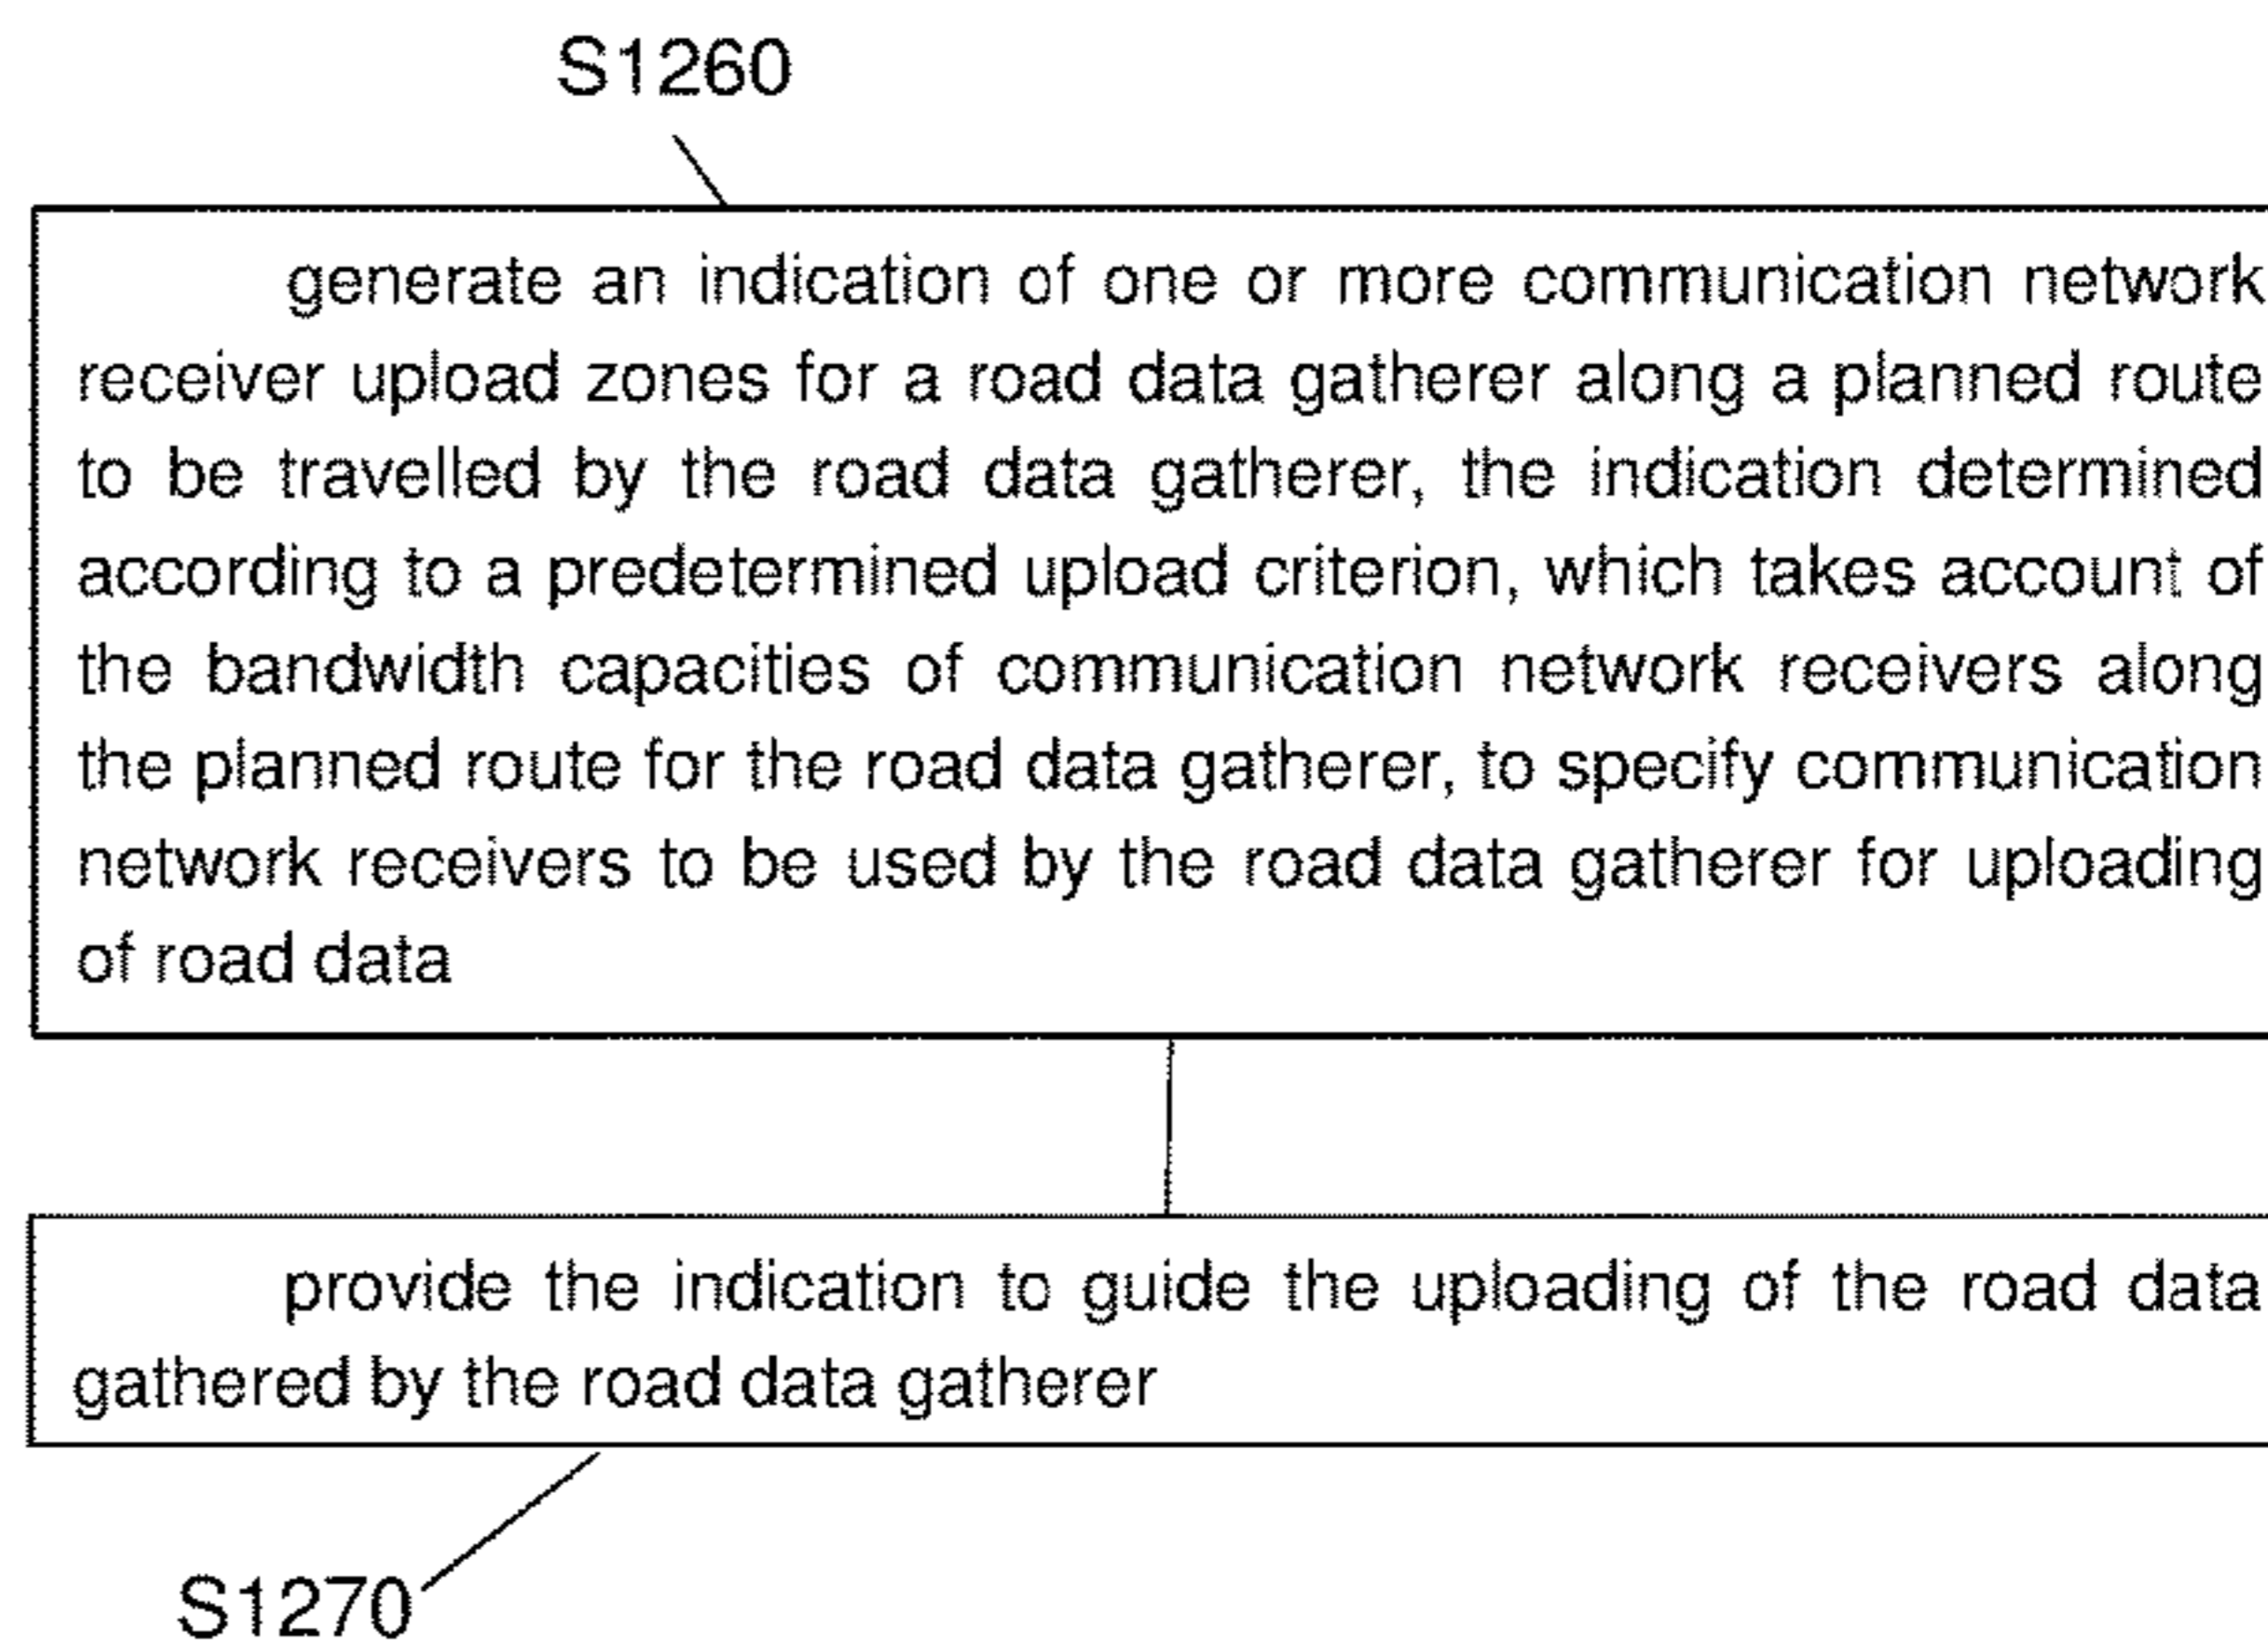 S1260
generate an indication of one or more communication network
receiver upload zones for a road data gatherer along a planned route
to be travelled by the road data gatherer, the indication determined
according to a predetermined upload criterion, which takes account of
the bandwidth capacities of communication network receivers along
the planned route for the road data gatherer, to specify communication
network receivers to be used by the road data gatherer for uploading
of road data
provide the indication to guide the uploading of the road data
gathered by the road data gatherer
S1270